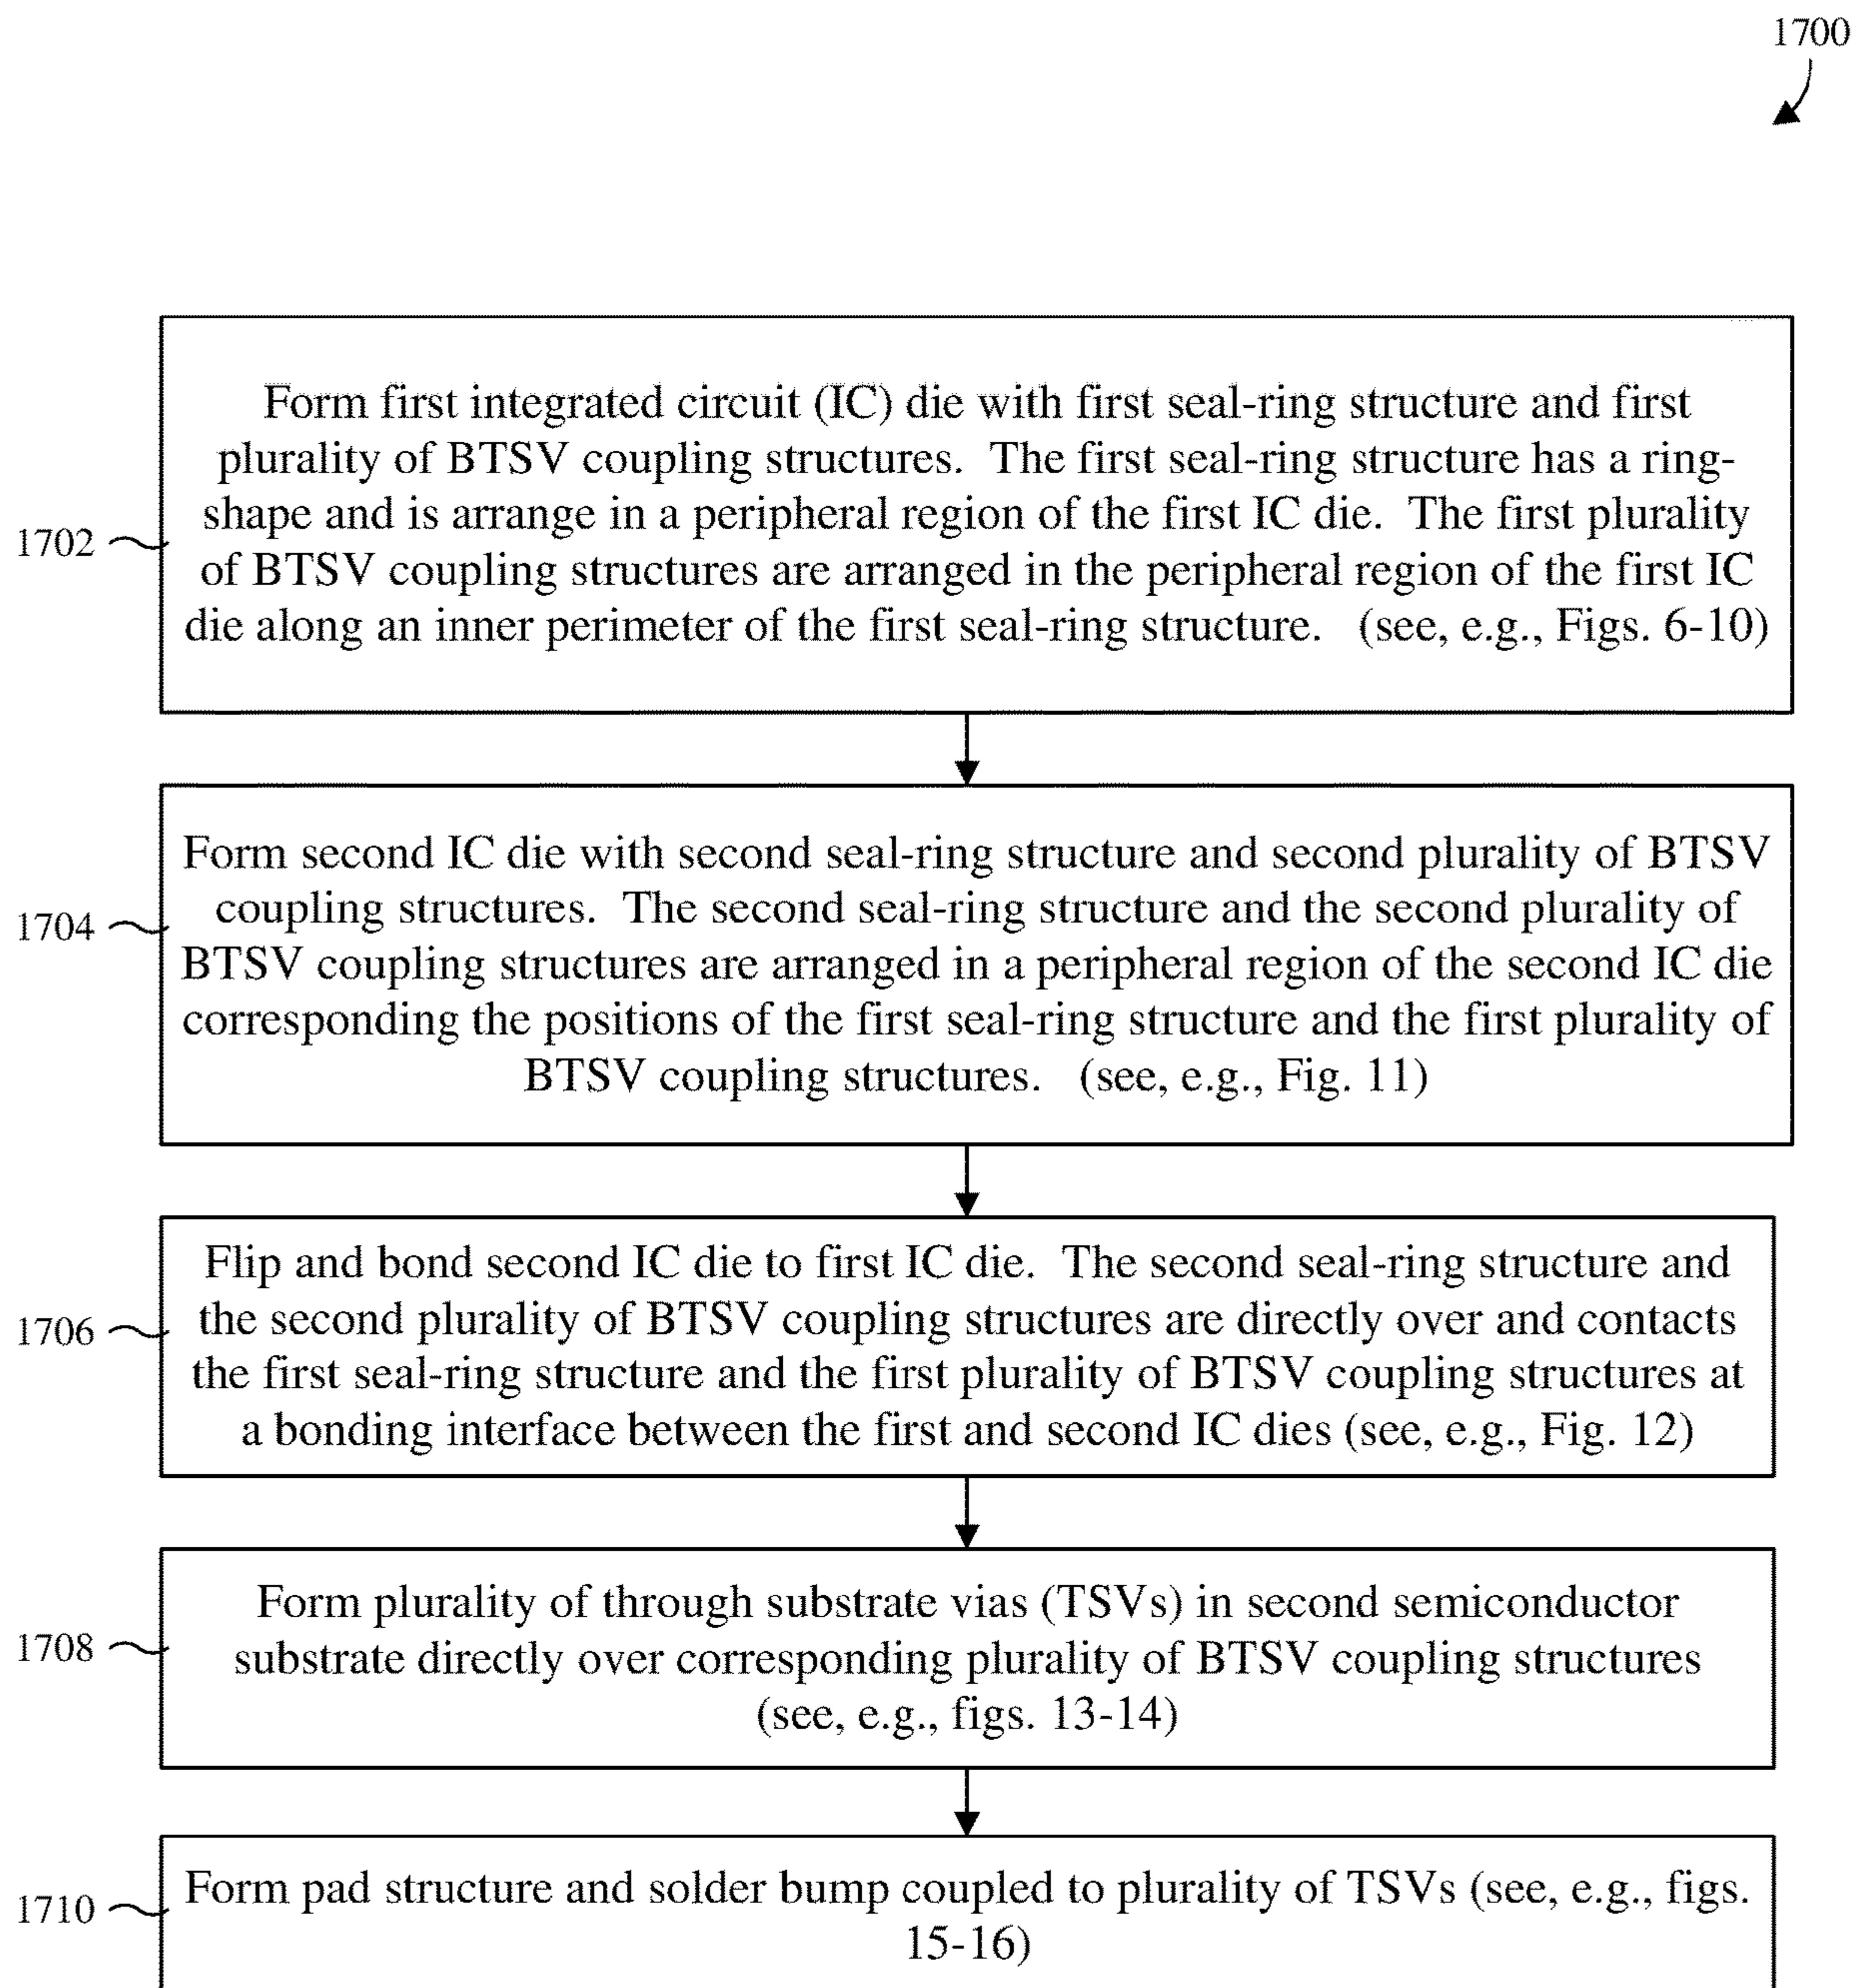 1700
Form first integrated circuit (IC) die with first seal-ring structure and first
plurality of BTSV coupling structures. The first seal-ring structure has a ring-
shape and is arrange in a peripheral region of the first IC die. The first plurality
1702
of BTSV coupling structures are arranged in the peripheral region of the first IC
die along an inner perimeter of the first seal-ring structure. (see, e.g., Figs. 6-10)
Form second IC die with second seal-ring structure and second plurality of BTSV
coupling structures. The second seal-ring structure and the second plurality of
1704
BTSV coupling structures are arranged in a peripheral region of the second IC die
corresponding the positions of the first seal-ring structure and the first plurality of
BTSV coupling structures. (see, e.g., Fig. 11)
Flip and bond second IC die to first IC die. The second seal-ring structure and
the second plurality of BTSV coupling structures are directly over and contacts
1706
the first seal-ring structure and the first plurality of BTSV coupling structures at
a bonding interface between the first and second IC dies (see, e.g., Fig. 12)
Form plurality of through substrate vias (TSVs) in second semiconductor
1708
substrate directly over corresponding plurality of BTSV coupling structures
(see, e.g., figs. 13-14)
1710
Form pad structure and solder bump coupled to plurality of TSVs (see, e.g., figs.
15-16)